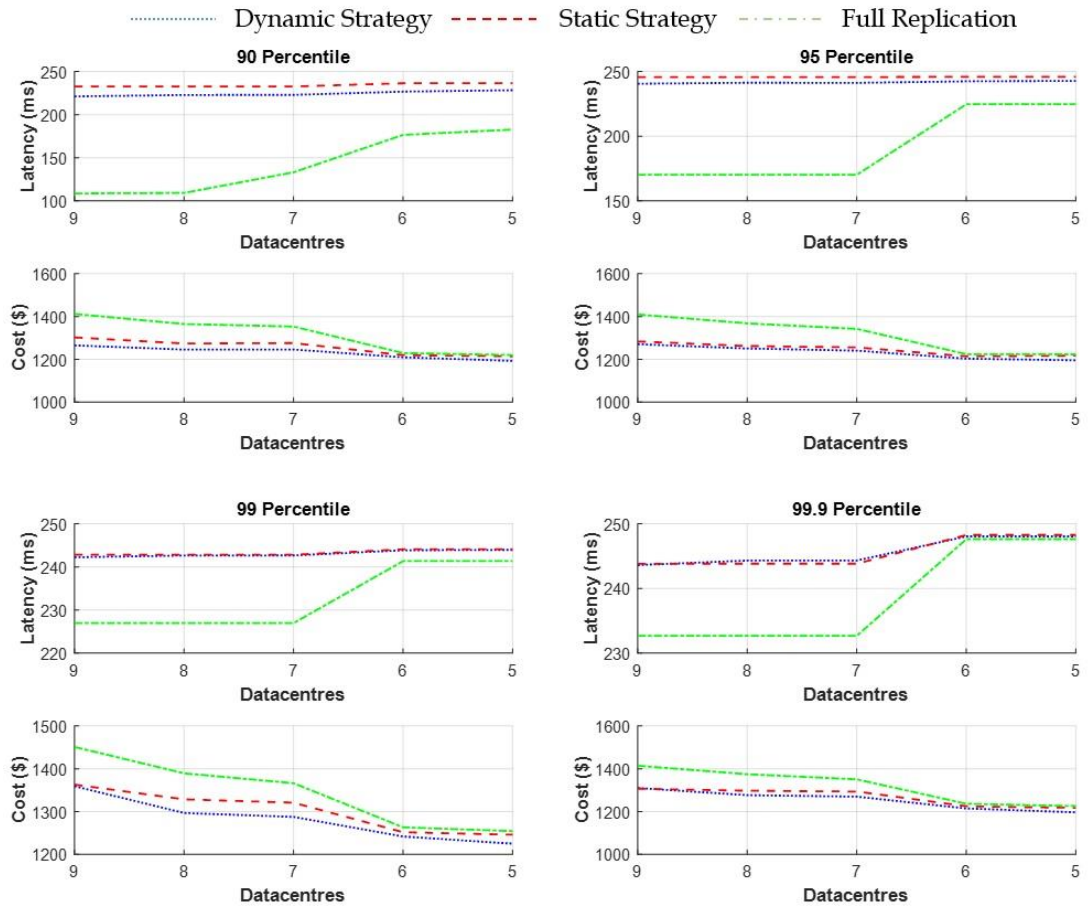 Dynamic Strategy Static Strategy Full Replication
90 Percentile
250
200
150
100
Latency (ms)
9 8 7 6 5
Datacentres
95 Percentile
250
200
150
Latency (ms)
9 8 7 6 5
Datacentres
1600
1400
1200
1000
Cost ($)
9 8 7 6 5
Datacentres
1600
1400
1200
1000
Cost ($)
9 8 7 6 5
Datacentres
99 Percentile
250
240
230
220
Latency (ms)
9 8 7 6 5
Datacentres
99.9 Percentile
250
240
230
Latency (ms)
9 8 7 6 5
Datacentres
1500
1400
1300
1200
Cost ($)
9 8 7 6 5
Datacentres
1600
1400
1200
1000
Cost ($)
9 8 7 6 5
Datacentres